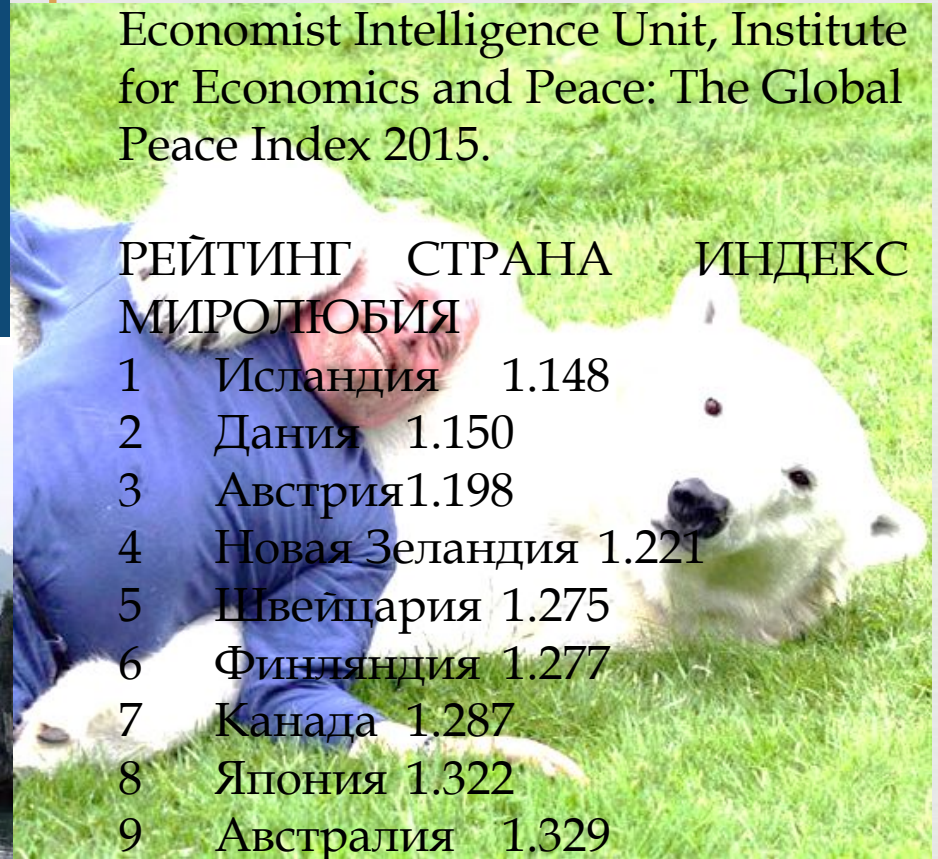 Economist Intelligence Unit, Institute
for Economics and Peace: The Global
Peace Index 2015.
РЕЙТИНГ СТРАНА ИНДЕКС
МИРОЛЮБИЯ
1 Исландия 1.148
2 Дания 1.150
3 Австрия1.198
4 Новая Зеландия 1.221
5 Швейцария 1.275
6 Финляндия 1.277
7 Канада 1.287
8 Япония 1.322
9 Австралия 1.329